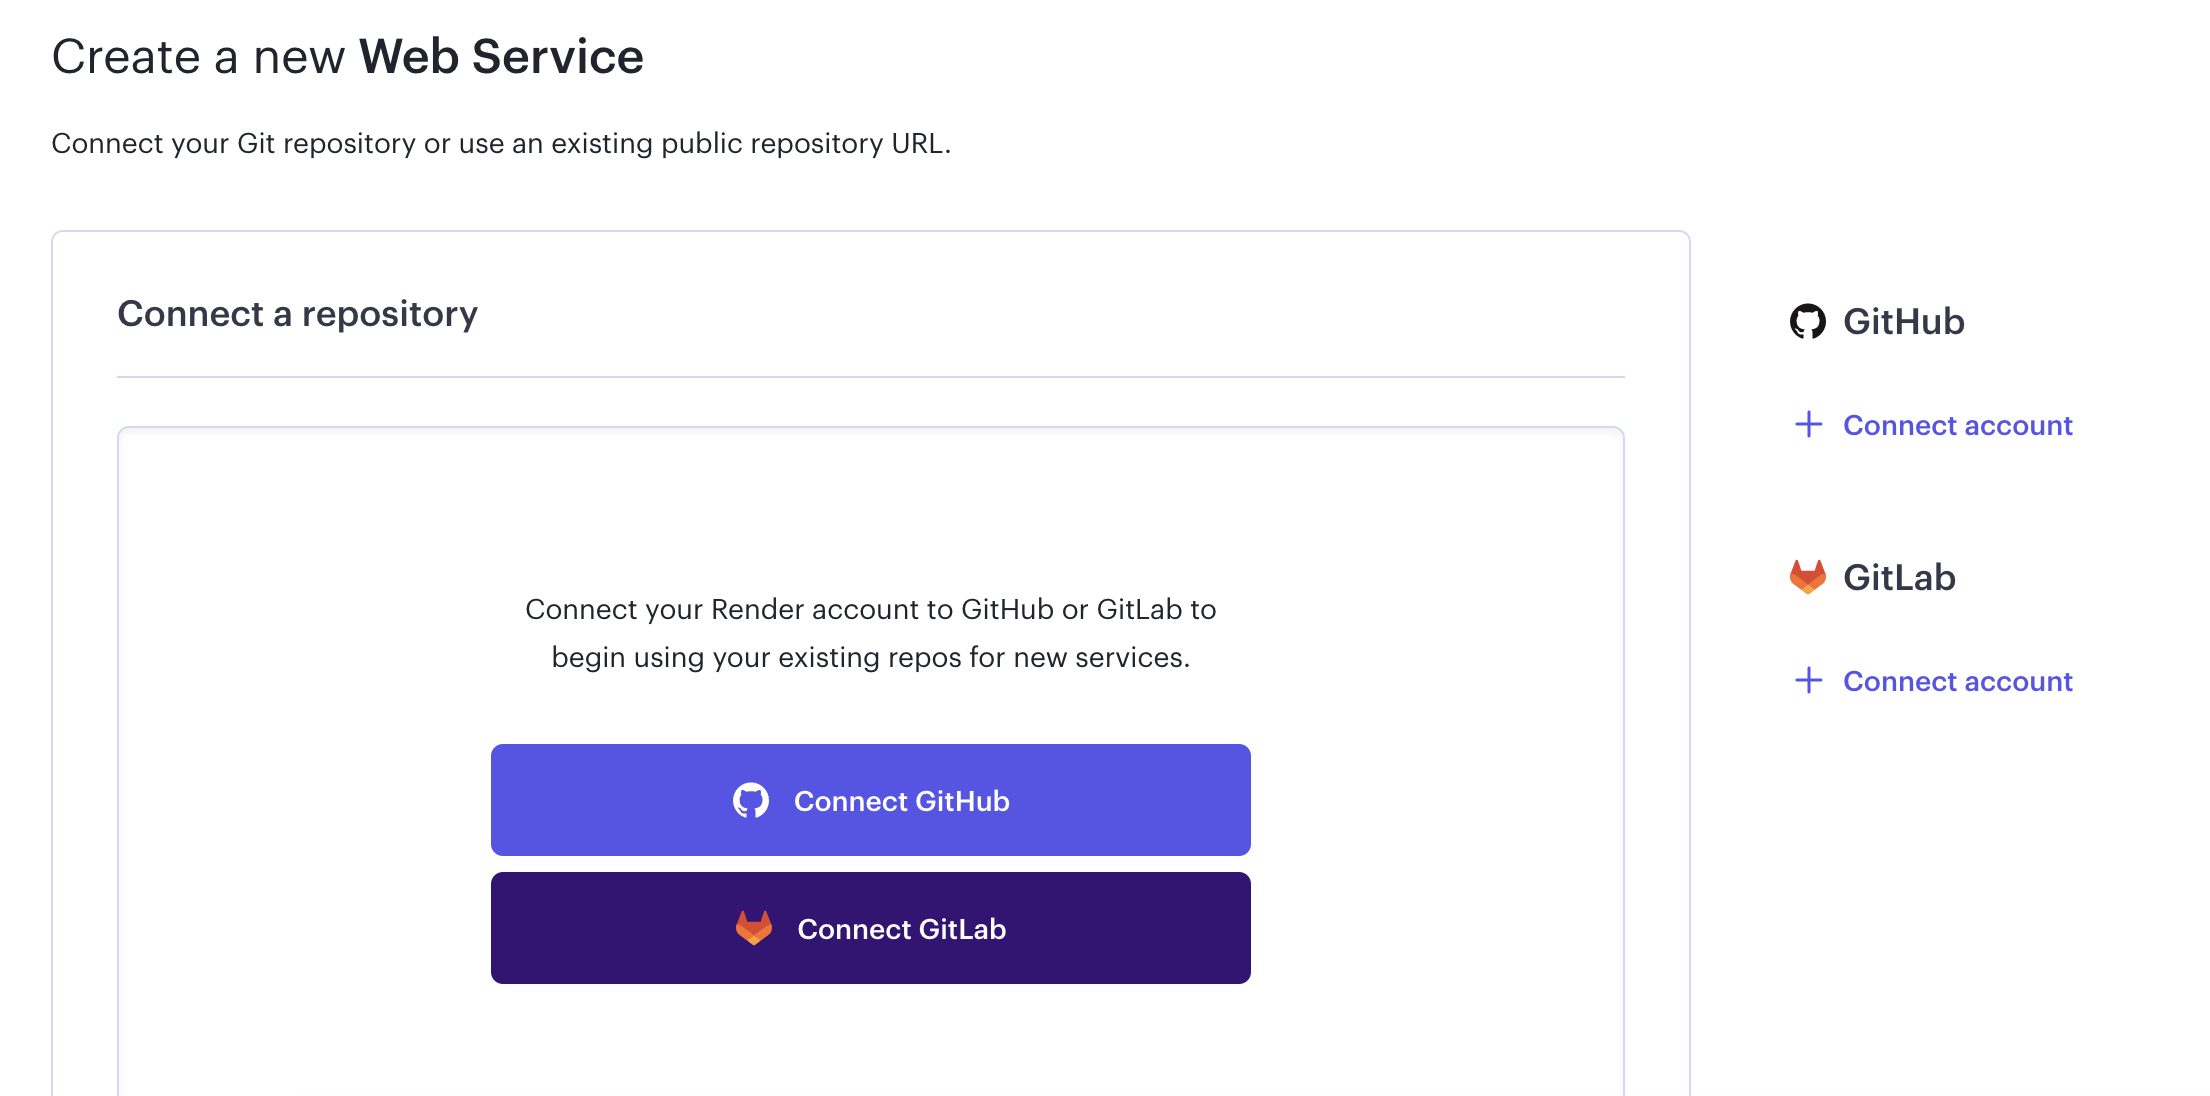 Create a new Web Service
Connect your Git repository or use an existing public repository URL.
Connect a repository
Connect your Render account to GitHub or GitLab to
begin using your existing repos for new services.
Connect GitHub
Connect GitLab
GitHub
Connect account
GitLab
Connect account